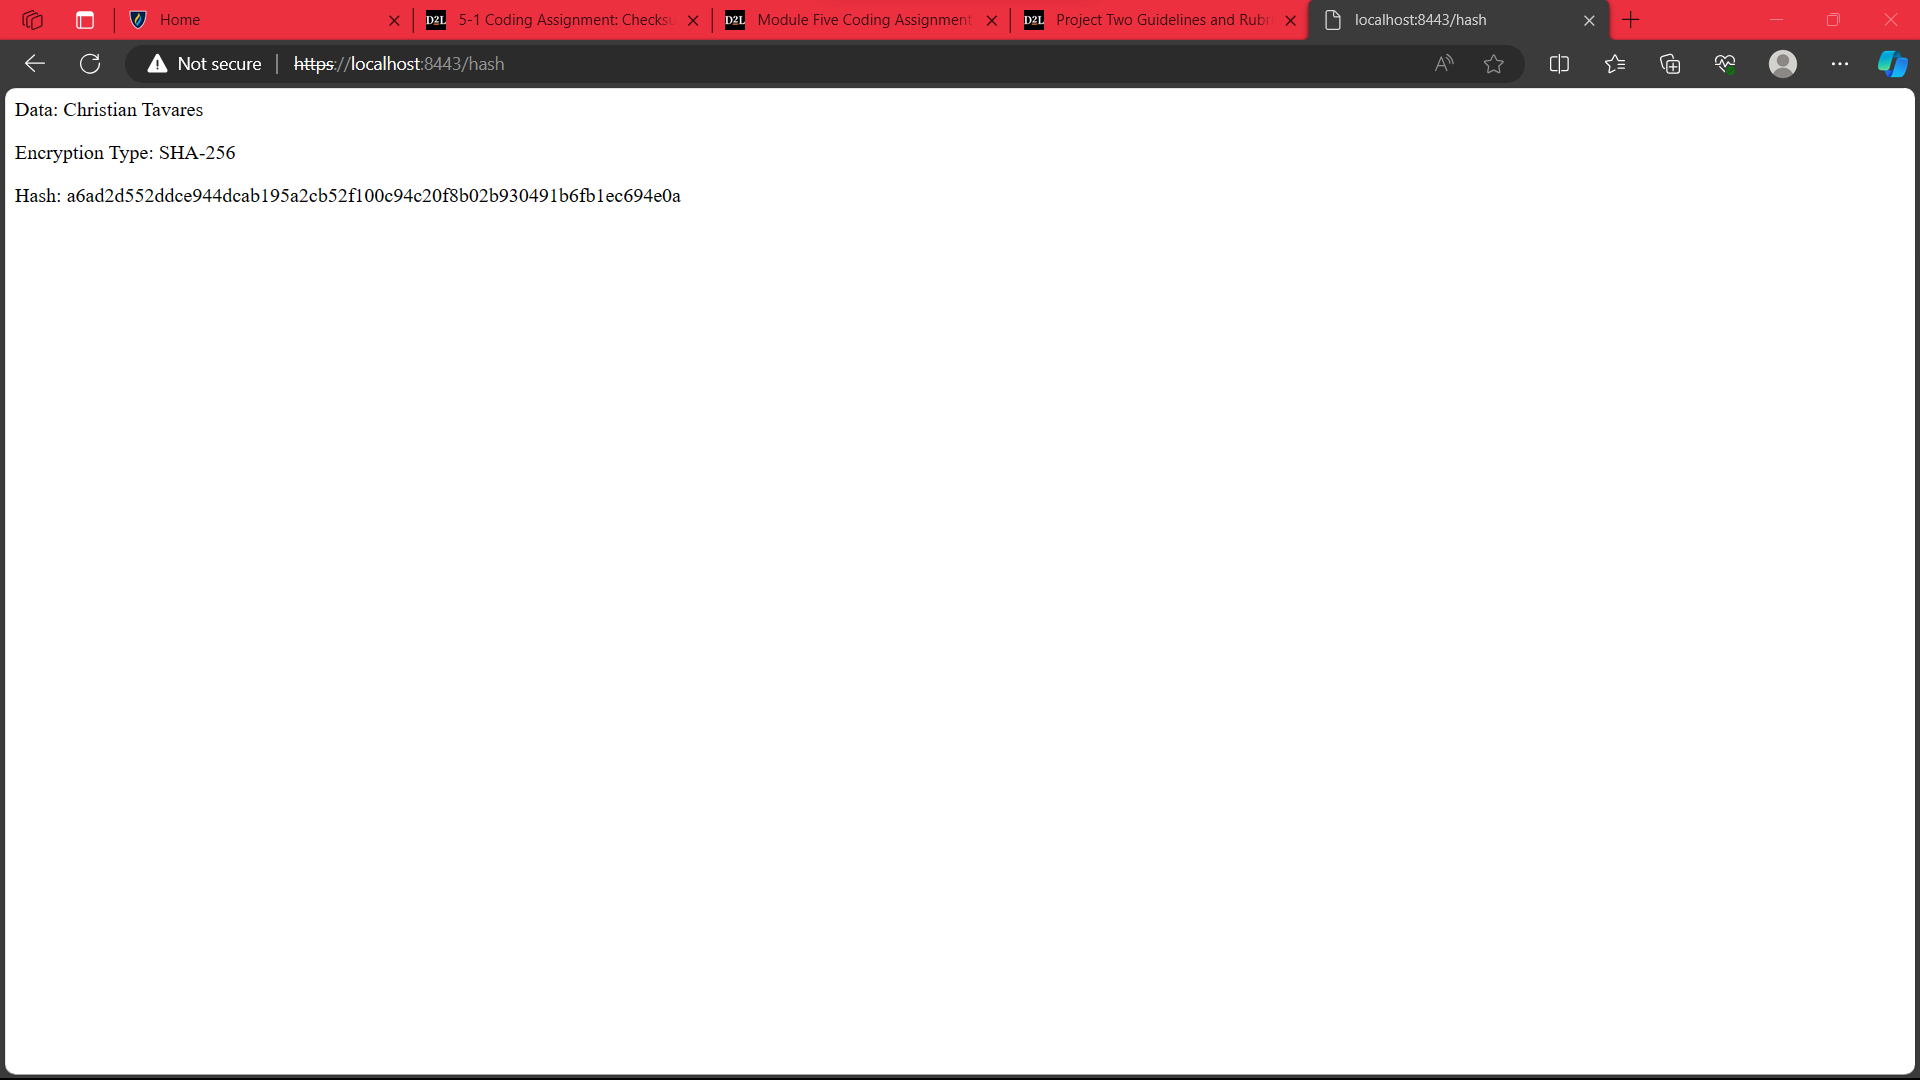 Home
D2L 5-1 Coding Assignment: Checksu
D2L Module Five Coding Assignment
D2L Project Two Guidelines and Rubri
localhost:8443/hash
Not secure | https://localhost:8443/hash
Data: Christian Tavares
Encryption Type: SHA-256
Hash: a6ad2d552ddce944dcab195a2cb52f100c94c20f8b02b930491b6fb1ec694e0a